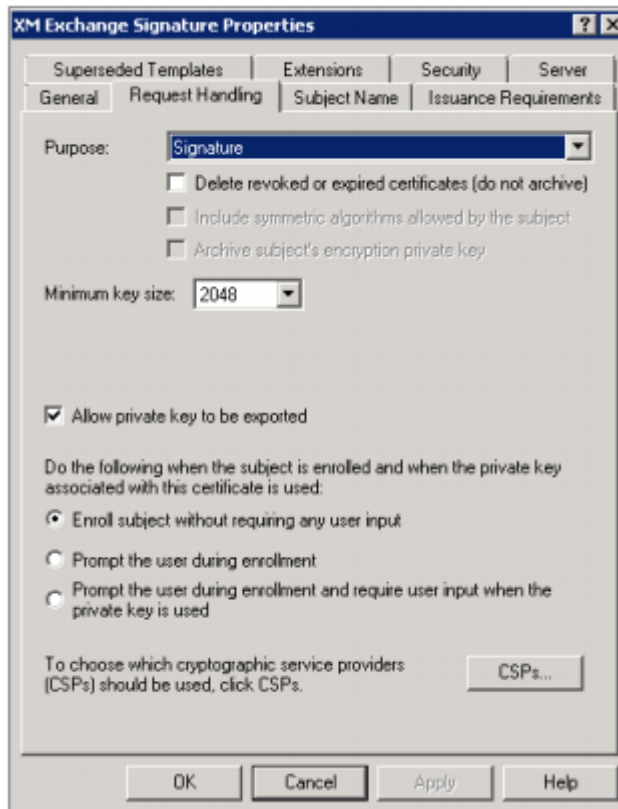 XM Exchange Signature Properties
Superseded Templates Extensions Security Server
General Request Handling Subject Name Issuance Requirements
Purpose: Signature
Delete revoked or expired certificates (do not archive)
Include symmetric algorithms allowed by the subject
Archive subject's encryption private key
Minimum key size: 2048
Allow private key to be exported
Do the following when the subject is enrolled and when the private key
associated with this certificate is used:
Enroll subject without requiring any user input
Prompt the user during enrollment
Prompt the user during enrollment and require user input when the
private key is used
To choose which cryptographic service providers
(CSPs) should be used, click CSPs.
CSPs...
OK Cancel Apply Help